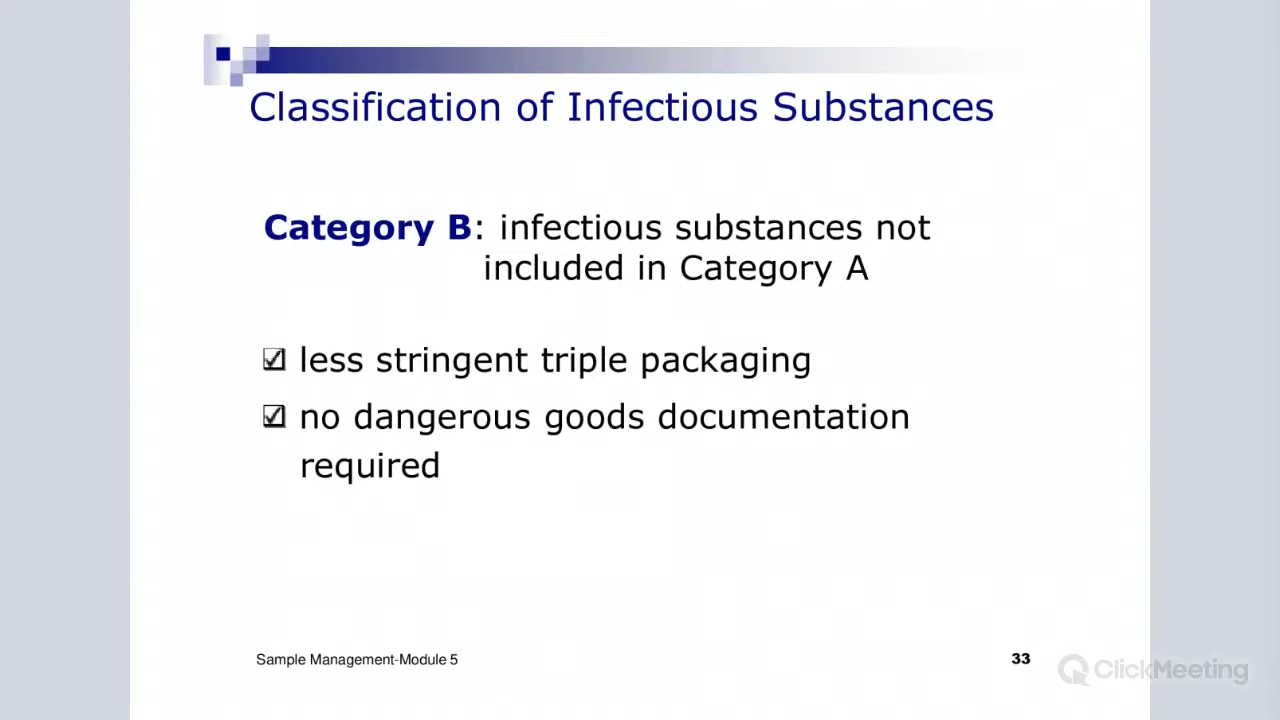 Classification of Infectious Substances
Category B: infectious substances not
included in Category A
less stringent triple packaging
no dangerous goods documentation
required
Sample Management-Module 5
33
ClickMeeting